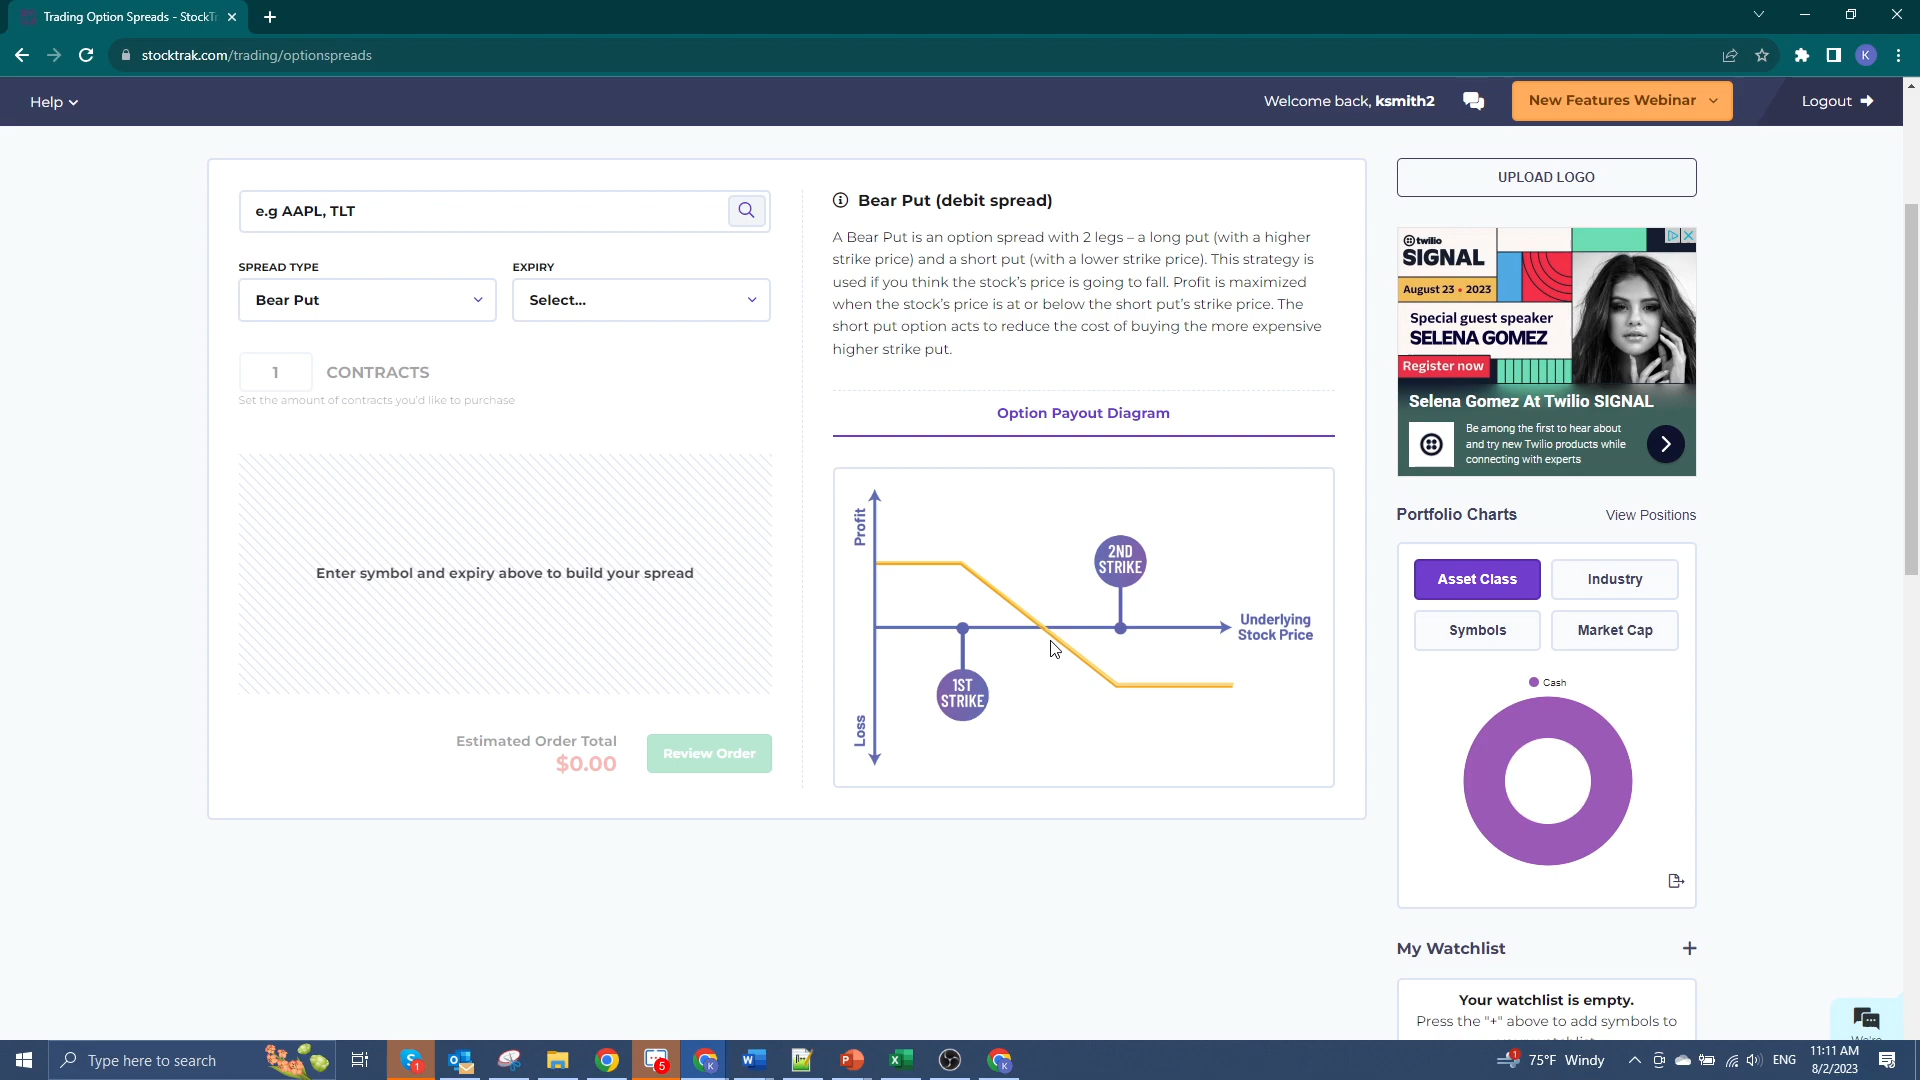 Trading Option Spreads - StockTr
stocktrak.com/trading/optionspreads
K
Help
Welcome back, ksmith2
New Features Webinar
Logout
e.g AAPL, TLT
SPREAD TYPE
EXPIRY
Bear Put
Select...
1
CONTRACTS
Set the amount of contracts you'd like to purchase
Enter symbol and expiry above to build your spread
Estimated Order Total
$0.00
Review Order
Bear Put (debit spread)
A Bear Put is an option spread with 2 legs – a long put (with a higher
strike price) and a short put (with a lower strike price). This strategy is
used if you think the stock's price is going to fall. Profit is maximized
when the stock's price is at or below the short put's strike price. The
short put option acts to reduce the cost of buying the more expensive
higher strike put.
Option Payout Diagram
Profit
Loss
1ST
STRIKE
2ND
STRIKE
Underlying
Stock Price
UPLOAD LOGO
twilio
SIGNAL
August 23 • 2023
Special guest speaker
SELENA GOMEZ
Register now
Selena Gomez At Twilio SIGNAL
Be among the first to hear about
and try new Twilio products while
connecting with experts
Portfolio Charts
View Positions
Asset Class
Industry
Symbols
Market Cap
Cash
My Watchlist
Your watchlist is empty.
Press the "+" above to add symbols to
Type here to search
1
5
K
K
1
75°F Windy
ENG
11:11 AM
8/2/2023